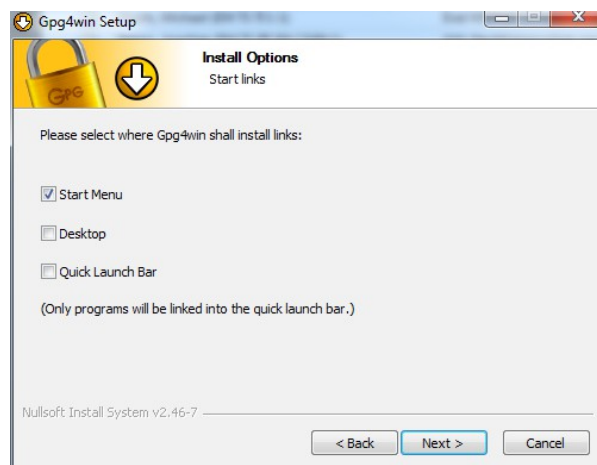 Gpg4win Setup
Install Options
Start links
GPG
Please select where Gpg4win shall install links:
Start Menu
Desktop
Quick Launch Bar
(Only programs will be linked into the quick launch bar.)
Nullsoft Install System v2.46-7
< Back
Next >
Cancel